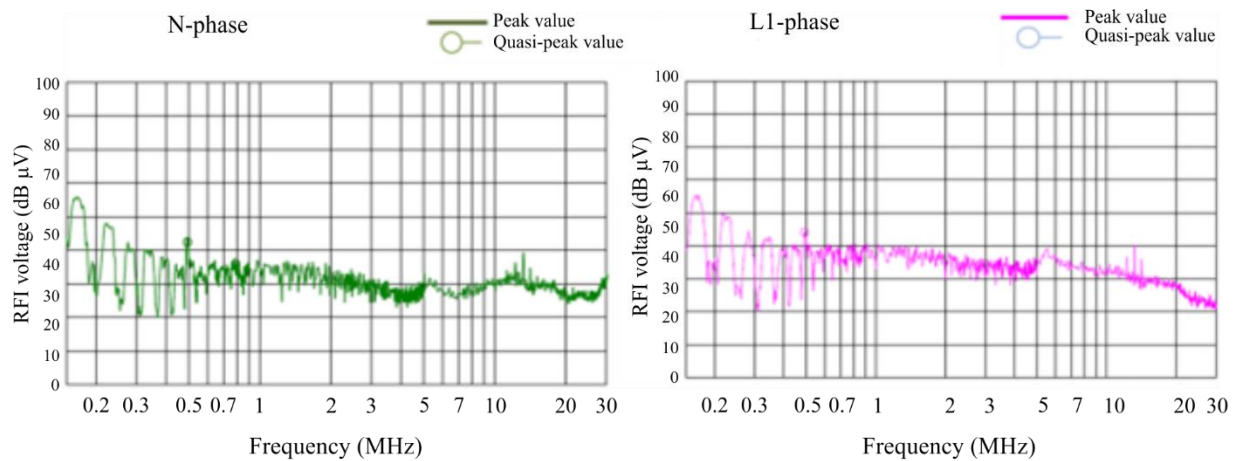 N-phase
Peak value
Quasi-peak value
RFI voltage (dB µV)
100
90
80
70
60
50
40
30
20
10
0
0.2 0.3 0.5 0.7 1 2 3 5 7 10 20 30
Frequency (MHz)
L1-phase
Peak value
Quasi-peak value
RFI voltage (dB µV)
100
90
80
70
60
50
40
30
20
10
0
0.2 0.3 0.5 0.7 1 2 3 5 7 10 20 30
Frequency (MHz)